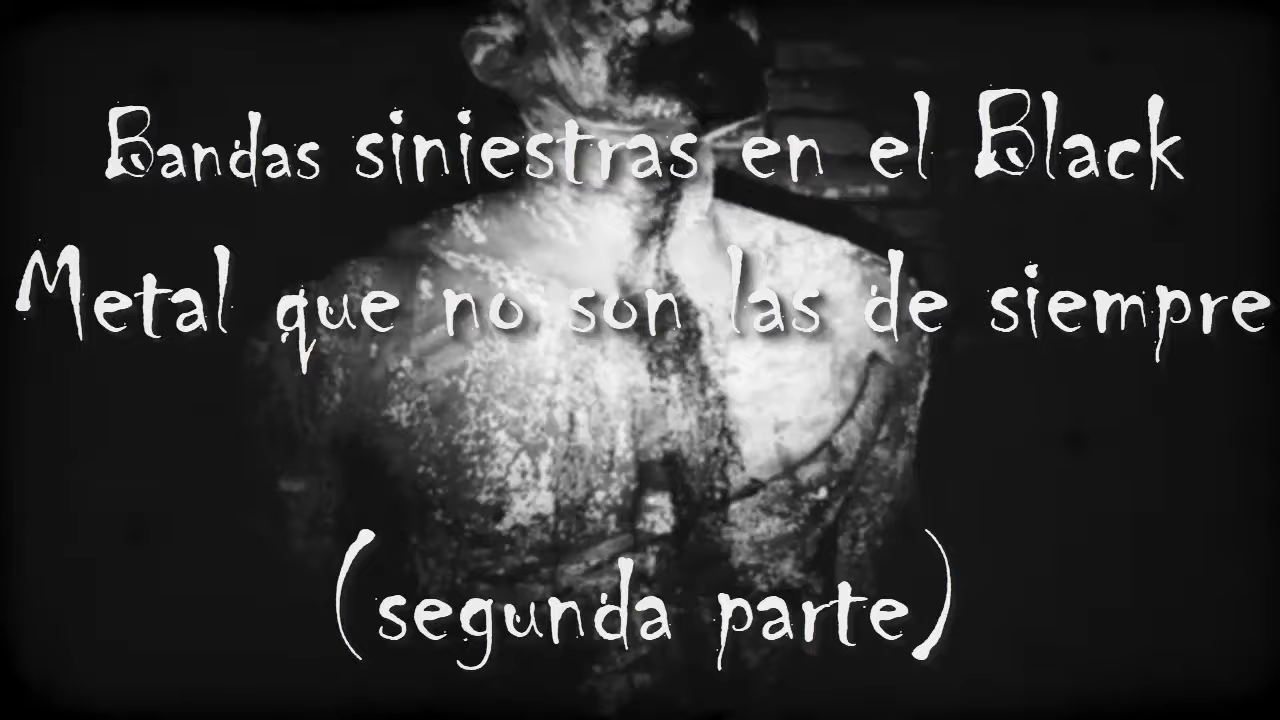 Bandas siniestras en el Black
Metal que no son las de siempre
(segunda parte)